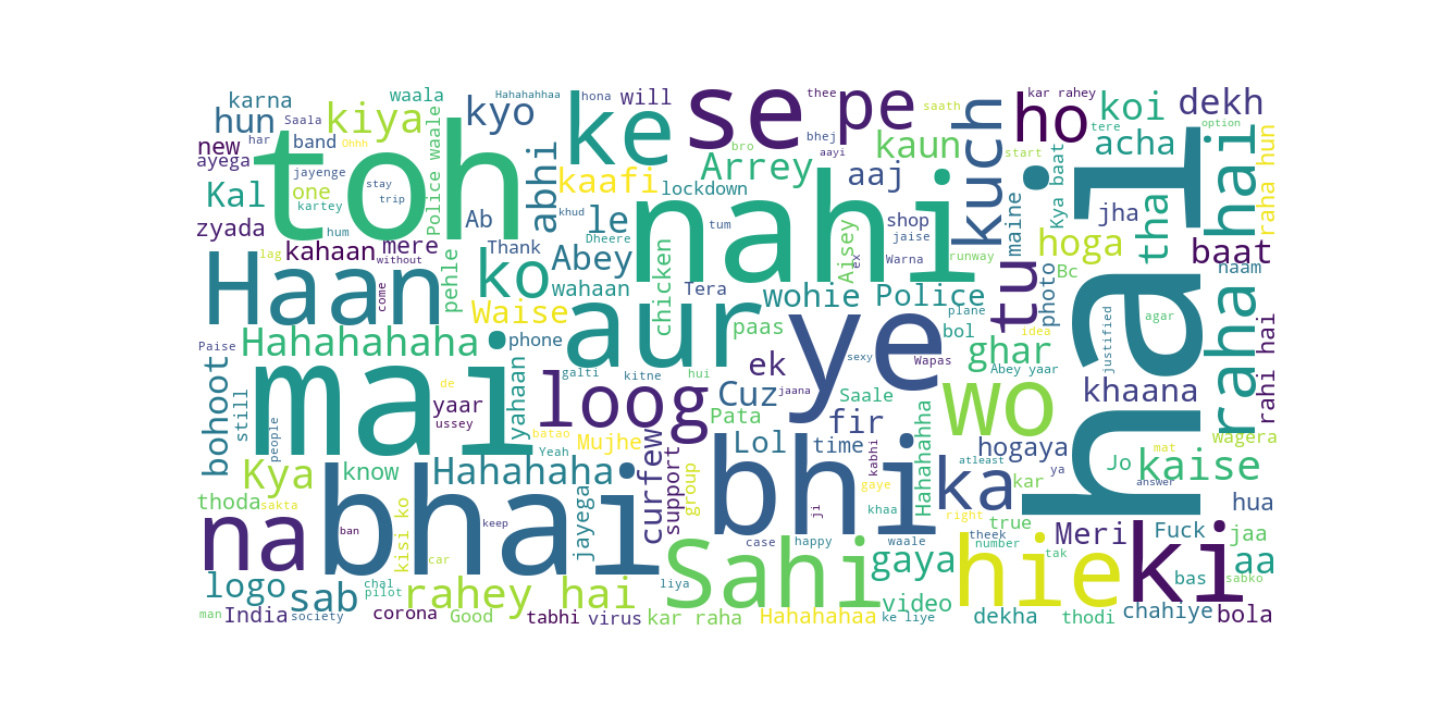 karna
waala
Hahahahhaa
hona
will
se
thee
pe
saath
kar rahey
koi
tere
dekh
option
hun
Saala
kiya
kyo
ke
bro
bhej
aayi
kaun
kuch
ho
start
acha
raha hun
new
har
band
Ohhh
toh
Police waale
abhi
Arrey
aaj
Kya baat
hai
ayega
jayenge
stay
kaafi
lockdown
nahi
maine
tha
jha
raha hai
Kal
one
kartey
trip
Ab
khud
le
tum
shop
jaise
hoga
baat
zyada
hum
kahaan
mere
Thank
Dheere
Abey
Aisey
ex
Warna
runway
tu
Bc
naam
lag
without
Haan
come
pehle
ko
wahaan
chicken
Tera
wohie
Police
plane
photo
justified
agar
Waise
paas
aur
ye
bol
idea
rahi hai
Paise
Hahahahaha
phone
ghar
Abey yaar
bohoot
mai
de
galti
kitne
hui
ek
sexy
Wapas
jaana
khaana
still
yaar
ussey
yahaan
loog
Cuz
Saale
wo
people
batao
Mujhe
Pata
fir
wagera
Yeah
curfew
Lol
time
kabhi
Hahahahha
hogaya
Jo
mat
kaise
Kya
know
Hahahaha
support
group
bhi
gaye
ka
atleast
kar
ya
answer
thoda
sakta
na
ban
bhai
keep
jayega
ji
khaa
right
true
hua
kisi ko
car
case
happy
waale
theek
number
Meri
Fuck
jaa
logo
sab
chal
pilot
rahey hai
liya
Sahi
gaya
hie
tak
ki
bas
aa
sabko
man
India
society
corona
Good
tabhi
virus
kar raha
Hahahahaa
video
ke liye
dekha
thodi
chahiye
bola